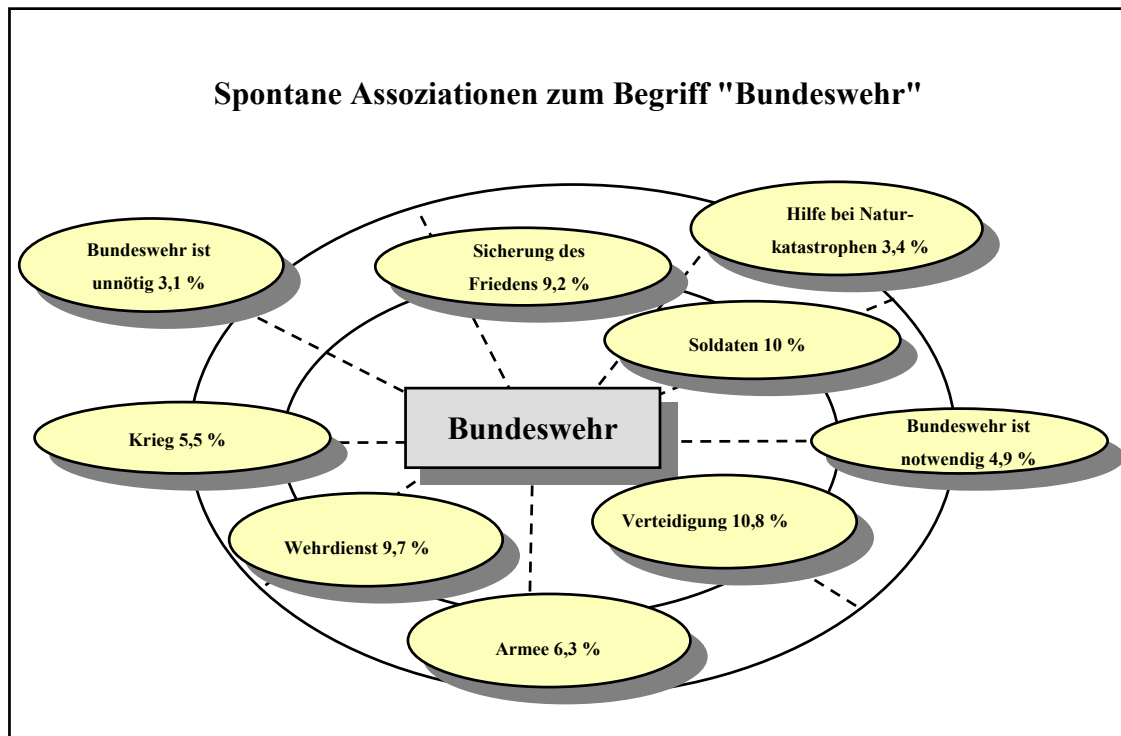 Spontane Assoziationen zum Begriff "Bundeswehr"
Hilfe bei Natur-
katastrophen 3,4 %
Bundeswehr ist
unnötig 3,1 %
Sicherung des
Friedens 9,2 %
Soldaten 10 %
Bundeswehr
Krieg 5,5 %
Bundeswehr ist
notwendig 4,9 %
Verteidigung 10,8 %
Wehrdienst 9,7 %
Armee 6,3 %